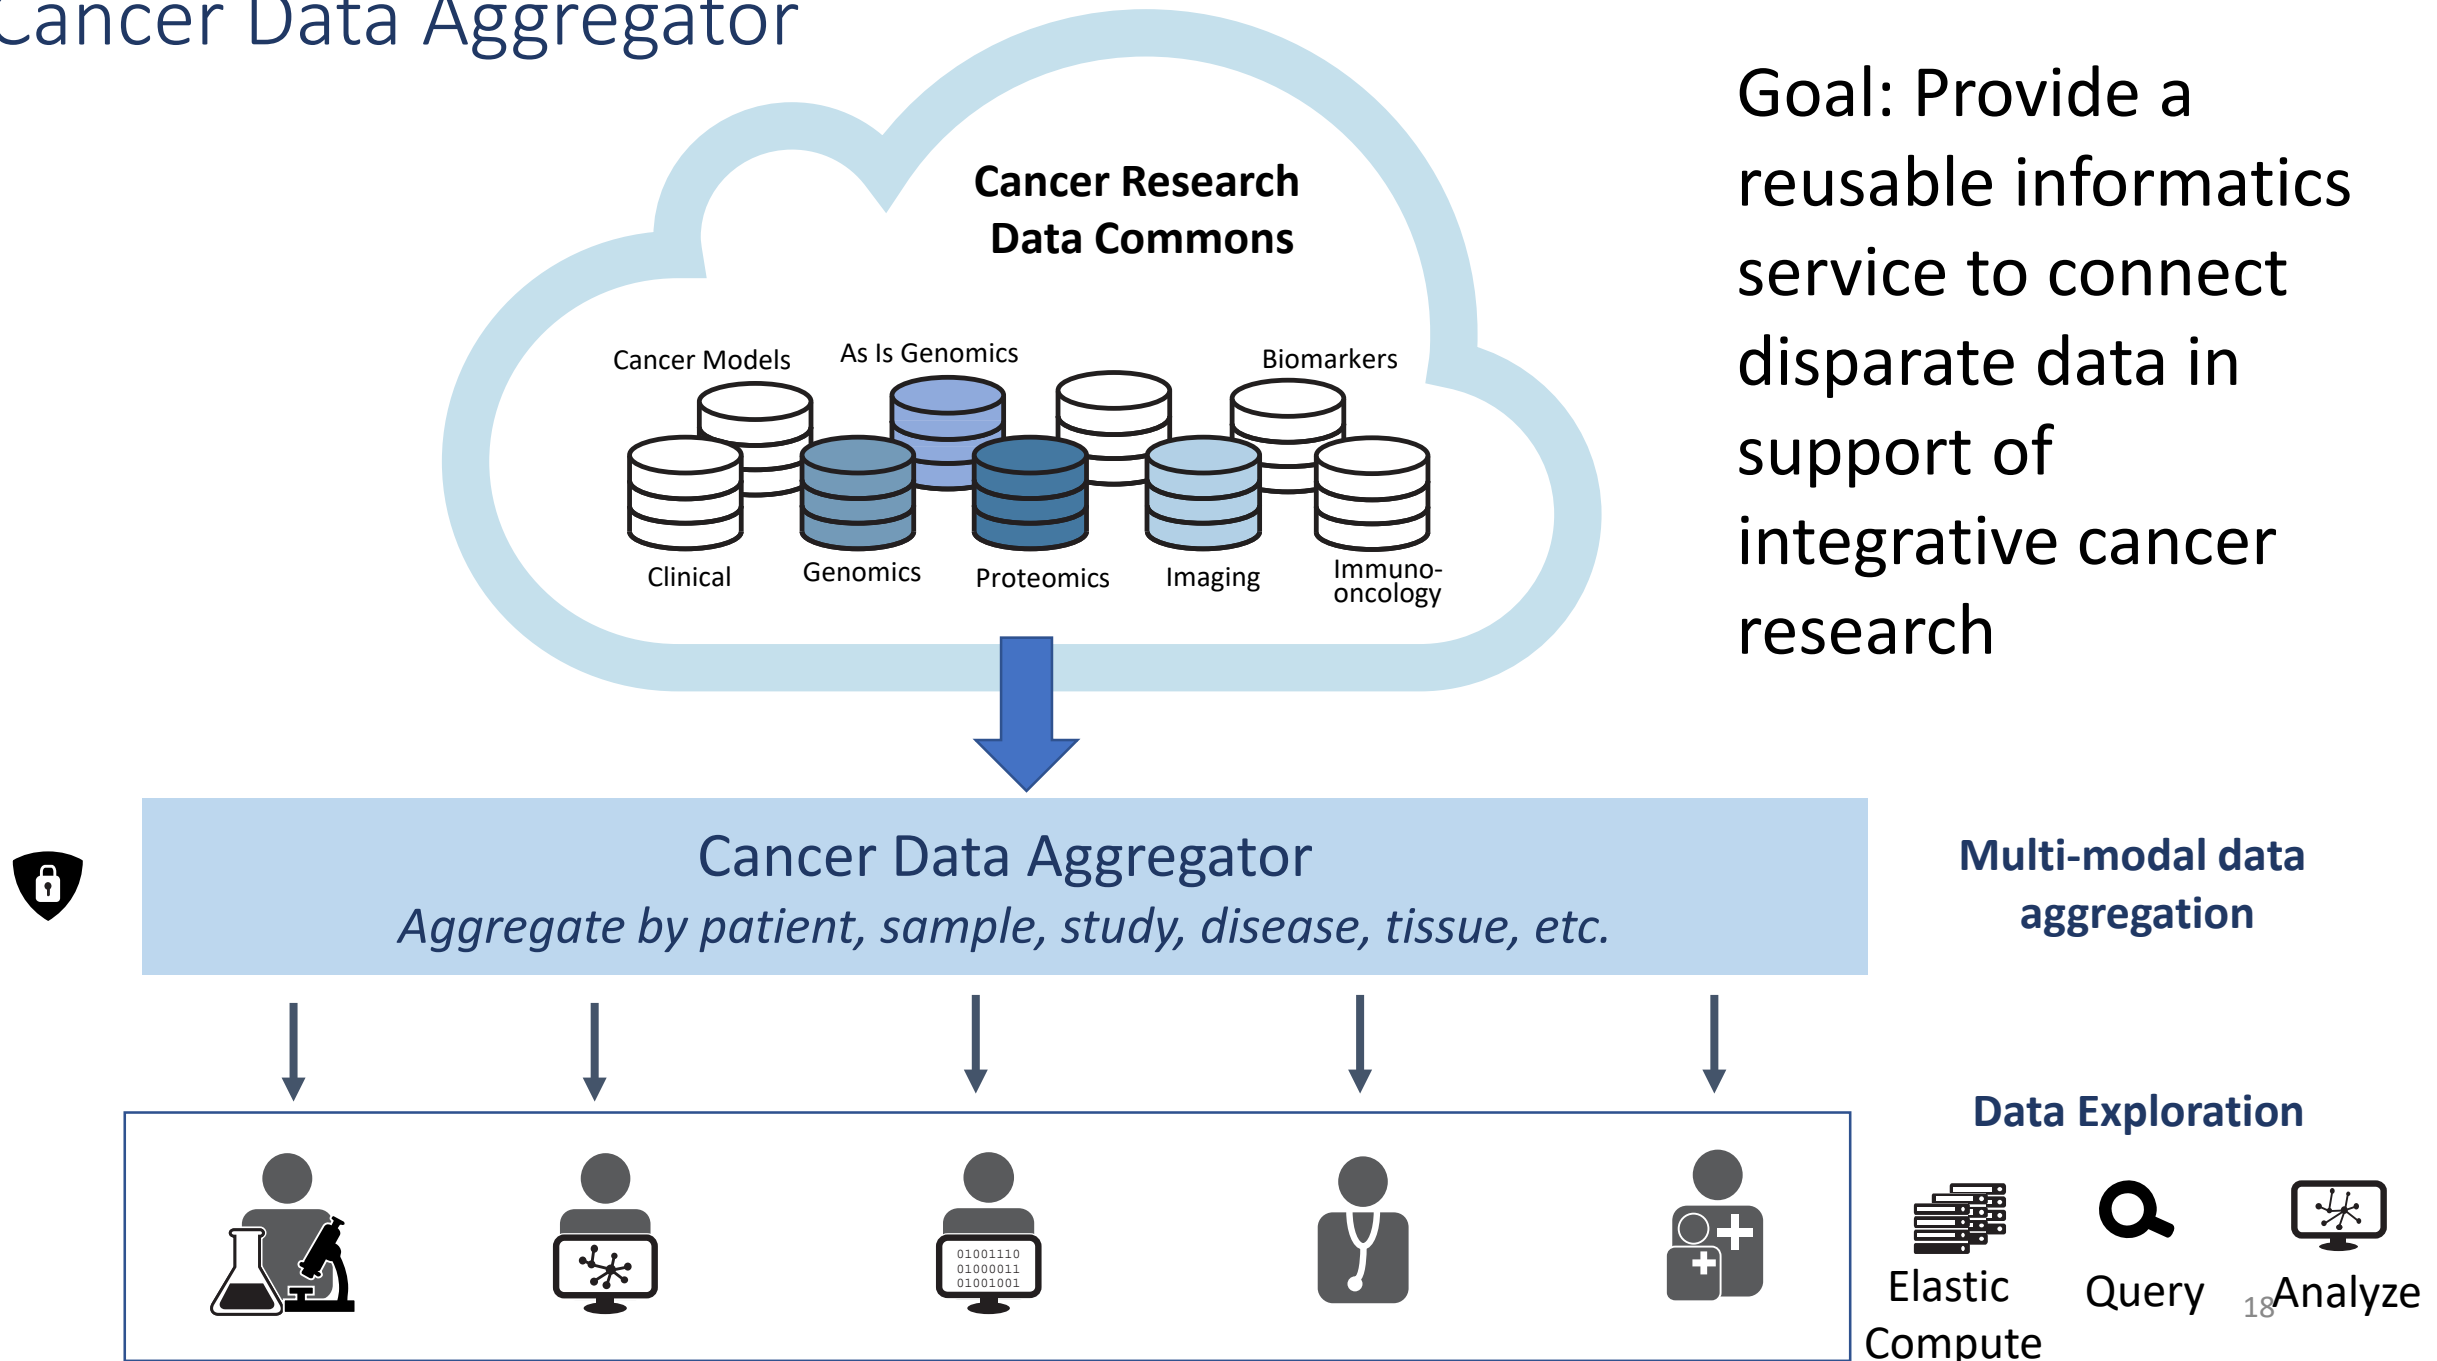 Cancer Data Aggregator
Cancer Research
Data Commons
Goal: Provide a
reusable informatics
service to connect
disparate data in
support of
integrative cancer
research
Cancer Models
As Is Genomics
Biomarkers
Clinical
Genomics
Proteomics
Imaging
Immuno-
oncology
Cancer Data Aggregator
Aggregate by patient, sample, study, disease, tissue, etc.
Multi-modal data
aggregation
Data Exploration
01001110
01000011
01001001
Elastic
Compute
Query
Analyze
18